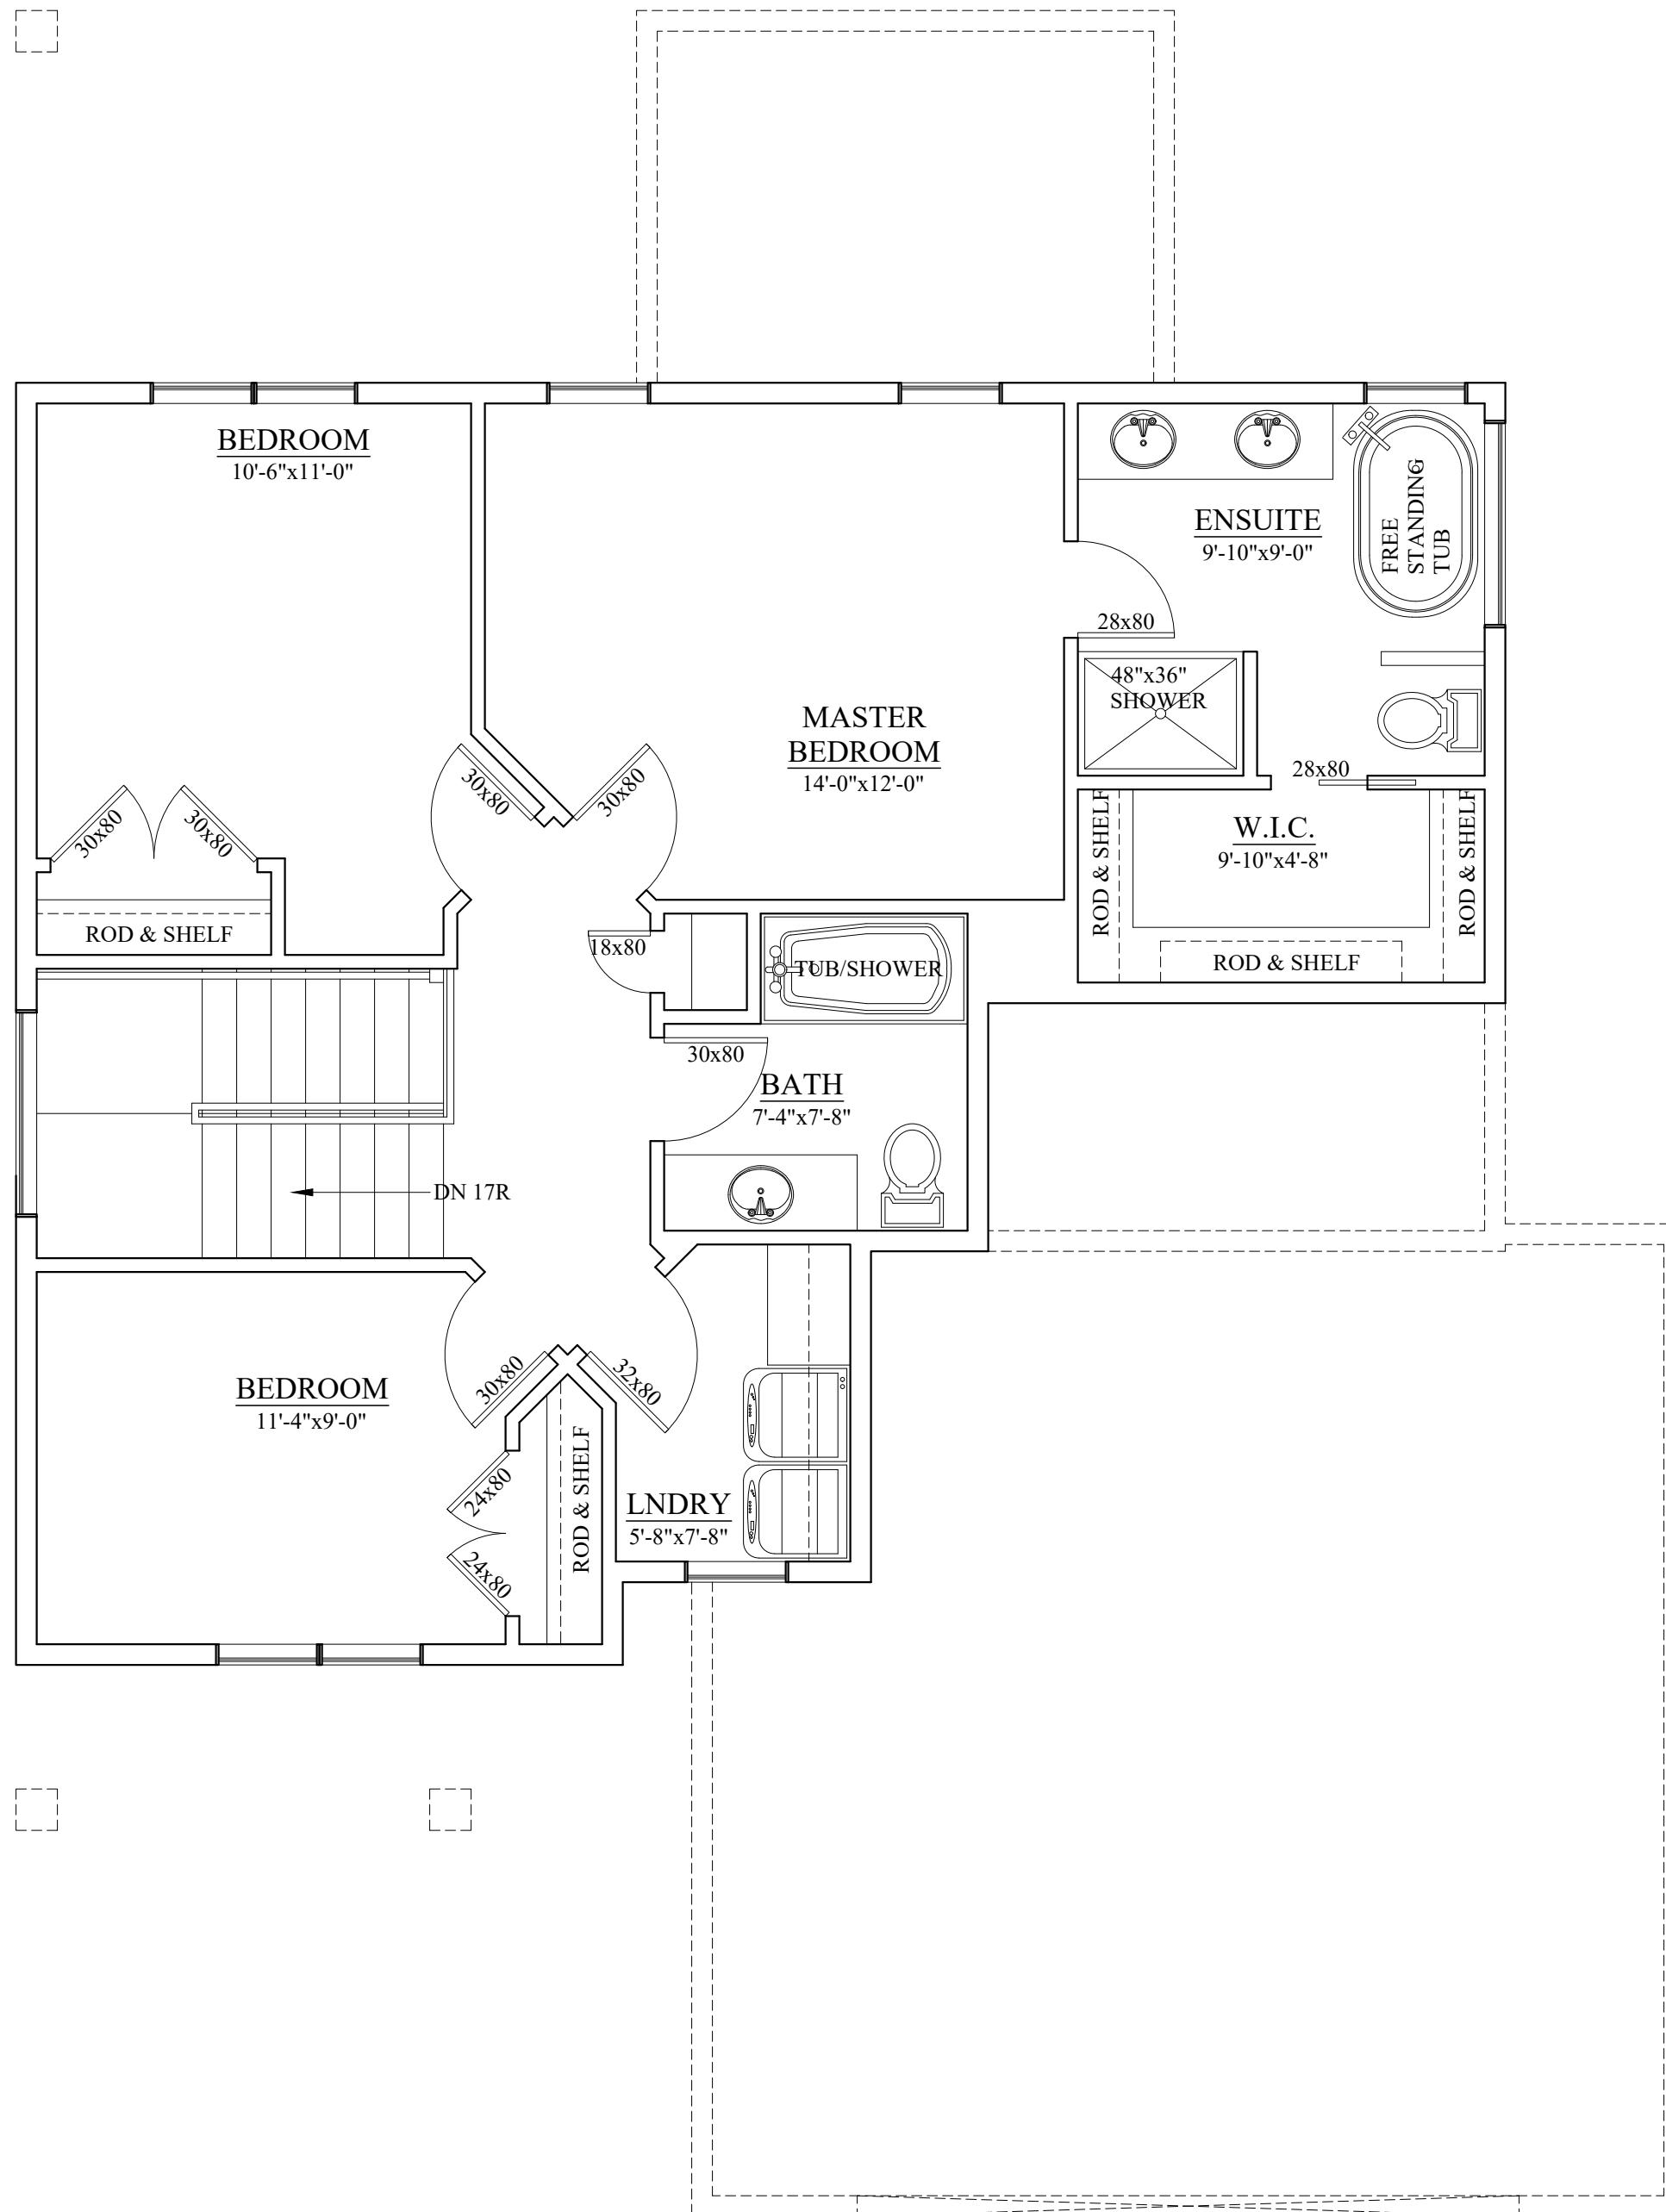 BEDROOM
10'-6"x11'-0"
ENSUITE
9'-10"x9'-0"
FREE
STANDING
TUB
28x80
48"x36"
SHOWER
MASTER
BEDROOM
14'-0"x12'-0"
30x80
30x80
30x80
30x80
28x80
W.I.C.
9'-10"x4'-8"
ROD & SHELF
ROD & SHELF
ROD & SHELF
ROD & SHELF
18x80
TUB/SHOWER
30x80
BATH
7'-4"x7'-8"
DN 17R
BEDROOM
11'-4"x9'-0"
30x80
32x80
24x80
24x80
ROD & SHELF
LNDRY
5'-8"x7'-8"